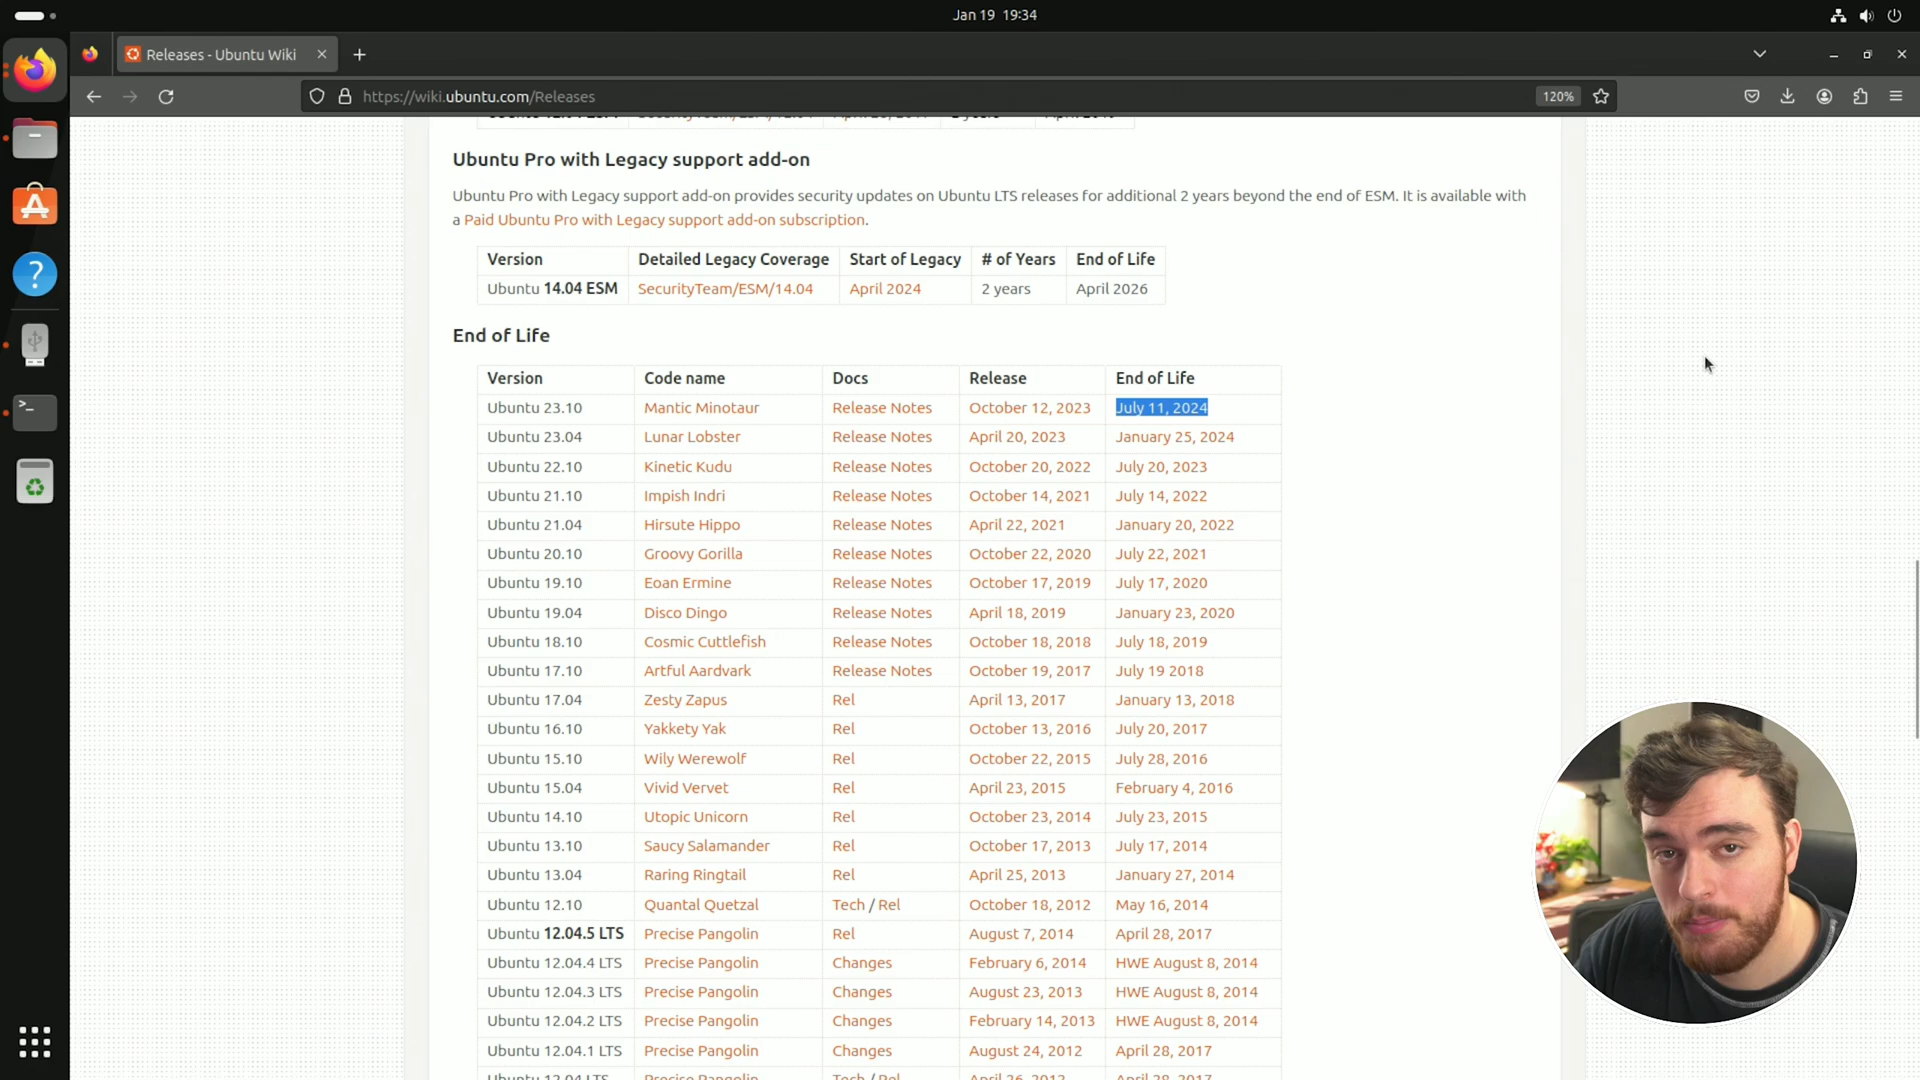 Jan 19 19:34
Releases - Ubuntu Wiki
https://wiki.ubuntu.com/Releases
120%
Ubuntu Pro with Legacy support add-on
Ubuntu Pro with Legacy support add-on provides security updates on Ubuntu LTS releases for additional 2 years beyond the end of ESM. It is available with
a Paid Ubuntu Pro with Legacy support add-on subscription.
Version Detailed Legacy Coverage Start of Legacy # of Years End of Life
Ubuntu 14.04 ESM SecurityTeam/ESM/14.04 April 2024 2 years April 2026
End of Life
Version Code name Docs Release End of Life
Ubuntu 23.10 Mantic Minotaur Release Notes October 12, 2023 July 11, 2024
Ubuntu 23.04 Lunar Lobster Release Notes April 20, 2023 January 25, 2024
Ubuntu 22.10 Kinetic Kudu Release Notes October 20, 2022 July 20, 2023
Ubuntu 21.10 Impish Indri Release Notes October 14, 2021 July 14, 2022
Ubuntu 21.04 Hirsute Hippo Release Notes April 22, 2021 January 20, 2022
Ubuntu 20.10 Groovy Gorilla Release Notes October 22, 2020 July 22, 2021
Ubuntu 19.10 Eoan Ermine Release Notes October 17, 2019 July 17, 2020
Ubuntu 19.04 Disco Dingo Release Notes April 18, 2019 January 23, 2020
Ubuntu 18.10 Cosmic Cuttlefish Release Notes October 18, 2018 July 18, 2019
Ubuntu 17.10 Artful Aardvark Release Notes October 19, 2017 July 19 2018
Ubuntu 17.04 Zesty Zapus Rel April 13, 2017 January 13, 2018
Ubuntu 16.10 Yakkety Yak Rel October 13, 2016 July 20, 2017
Ubuntu 15.10 Wily Werewolf Rel October 22, 2015 July 28, 2016
Ubuntu 15.04 Vivid Vervet Rel April 23, 2015 February 4, 2016
Ubuntu 14.10 Utopic Unicorn Rel October 23, 2014 July 23, 2015
Ubuntu 13.10 Saucy Salamander Rel October 17, 2013 July 17, 2014
Ubuntu 13.04 Raring Ringtail Rel April 25, 2013 January 27, 2014
Ubuntu 12.10 Quantal Quetzal Tech / Rel October 18, 2012 May 16, 2014
Ubuntu 12.04.5 LTS Precise Pangolin Rel August 7, 2014 April 28, 2017
Ubuntu 12.04.4 LTS Precise Pangolin Changes February 6, 2014 HWE August 8, 2014
Ubuntu 12.04.3 LTS Precise Pangolin Changes August 23, 2013 HWE August 8, 2014
Ubuntu 12.04.2 LTS Precise Pangolin Changes February 14, 2013 HWE August 8, 2014
Ubuntu 12.04.1 LTS Precise Pangolin Changes August 24, 2012 April 28, 2017
Ubuntu 12.04 LTS Precise Pangolin Tech / Rel April 26, 2012 April 28, 2017